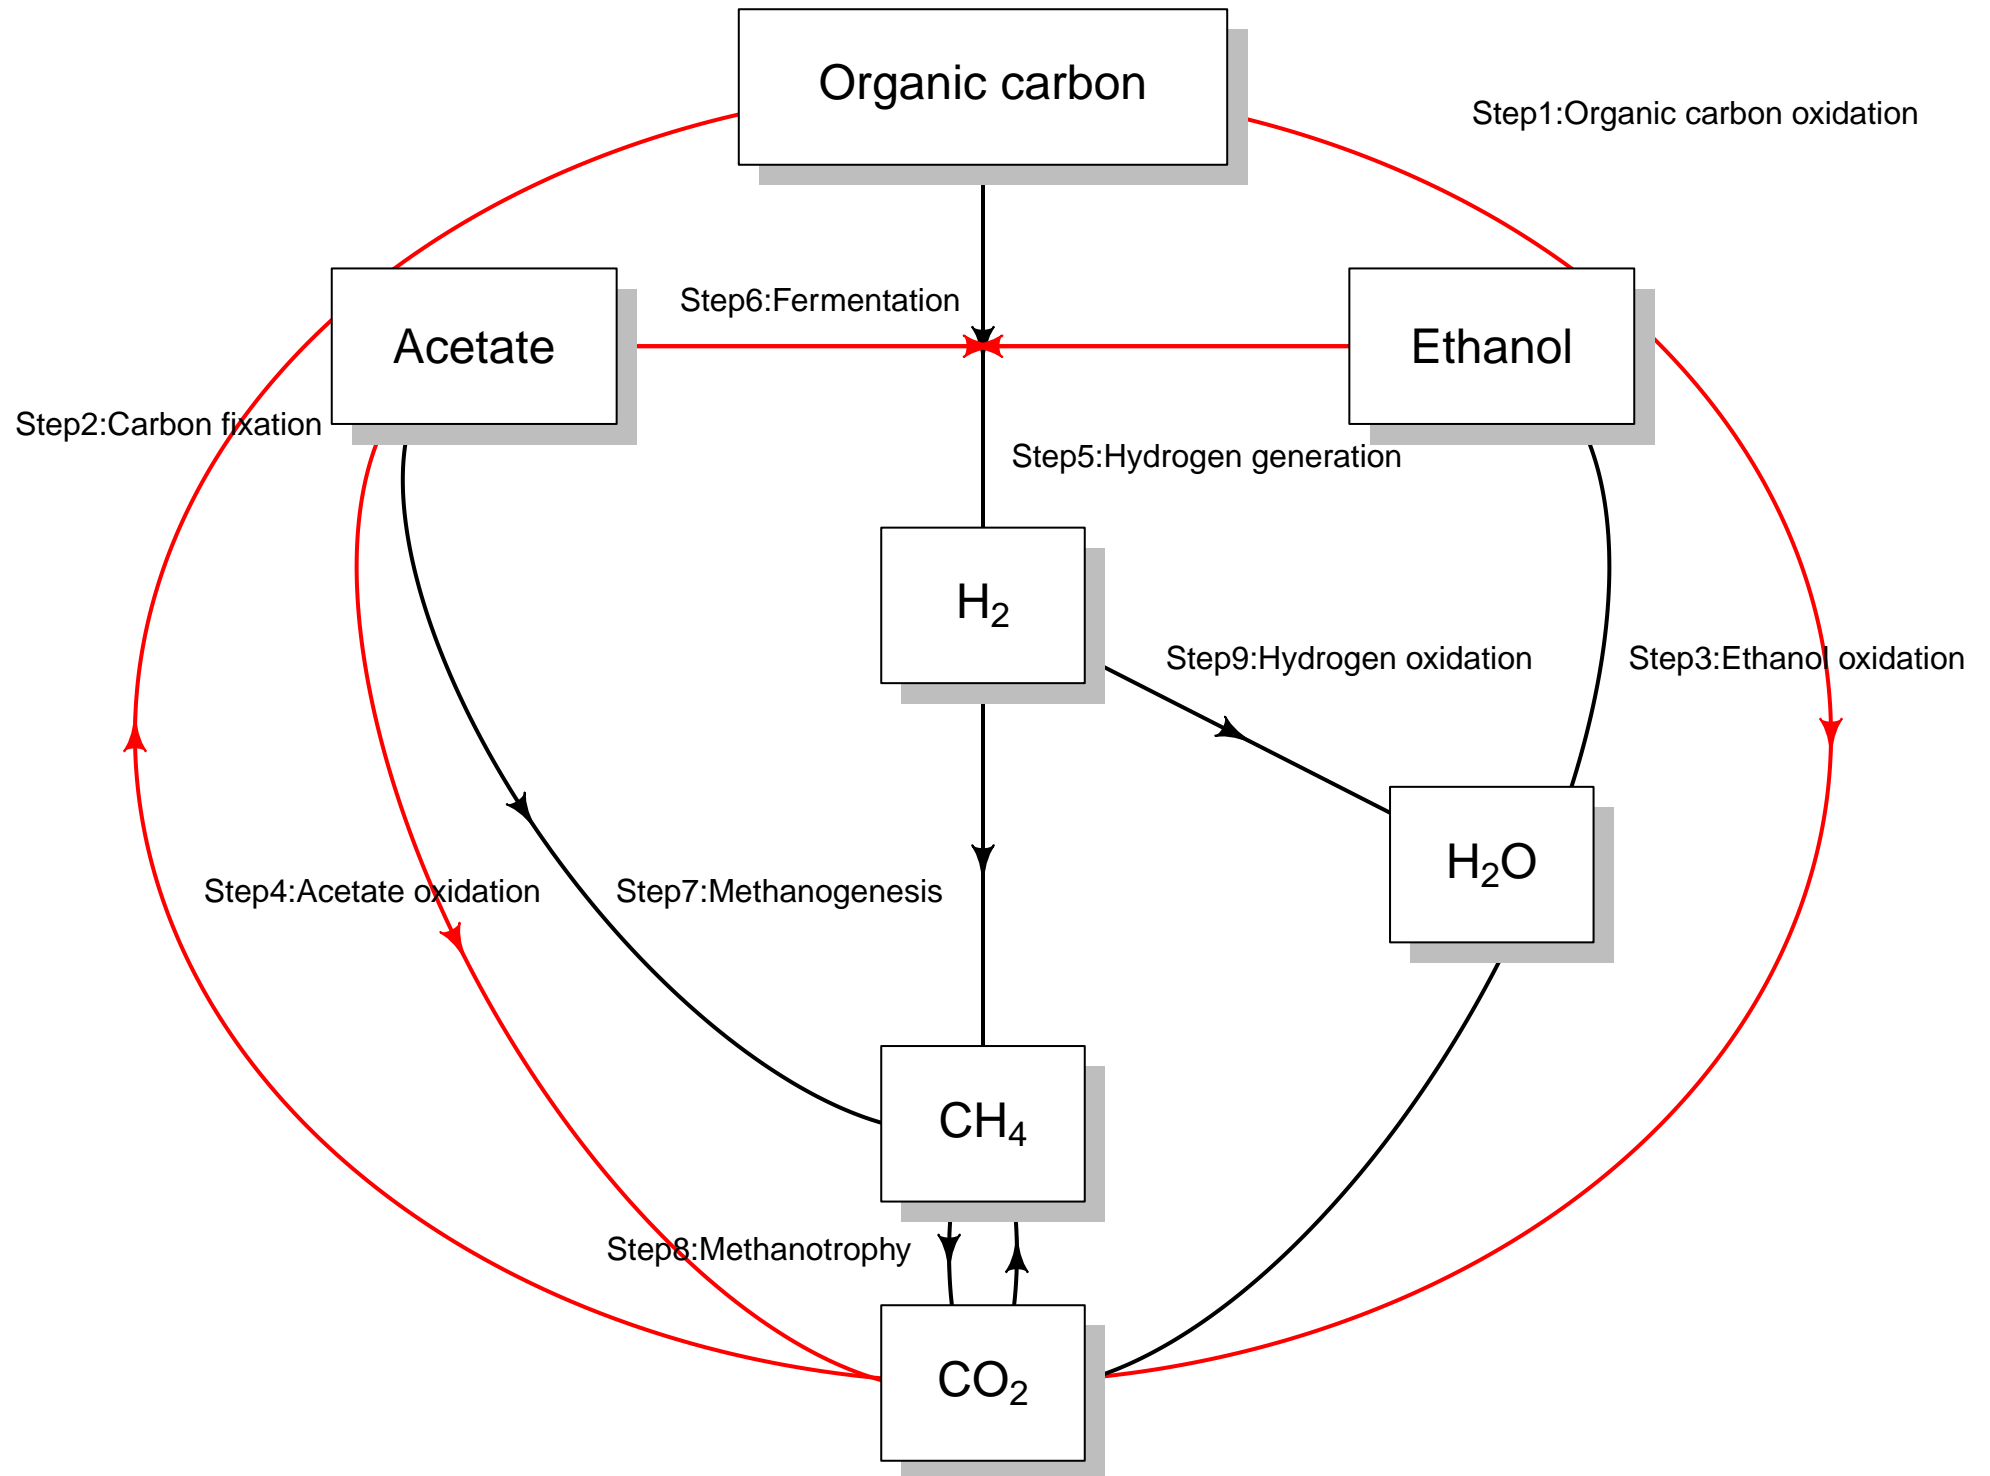 Organic carbon
Step1:Organic carbon oxidation
Step6:Fermentation
Acetate
Ethanol
Step2:Carbon fixation
Step5:Hydrogen generation
H₂
Step9:Hydrogen oxidation
Step3:Ethanol oxidation
H₂O
Step4:Acetate oxidation
Step7:Methanogenesis
CH₄
Step8:Methanotrophy
CO₂